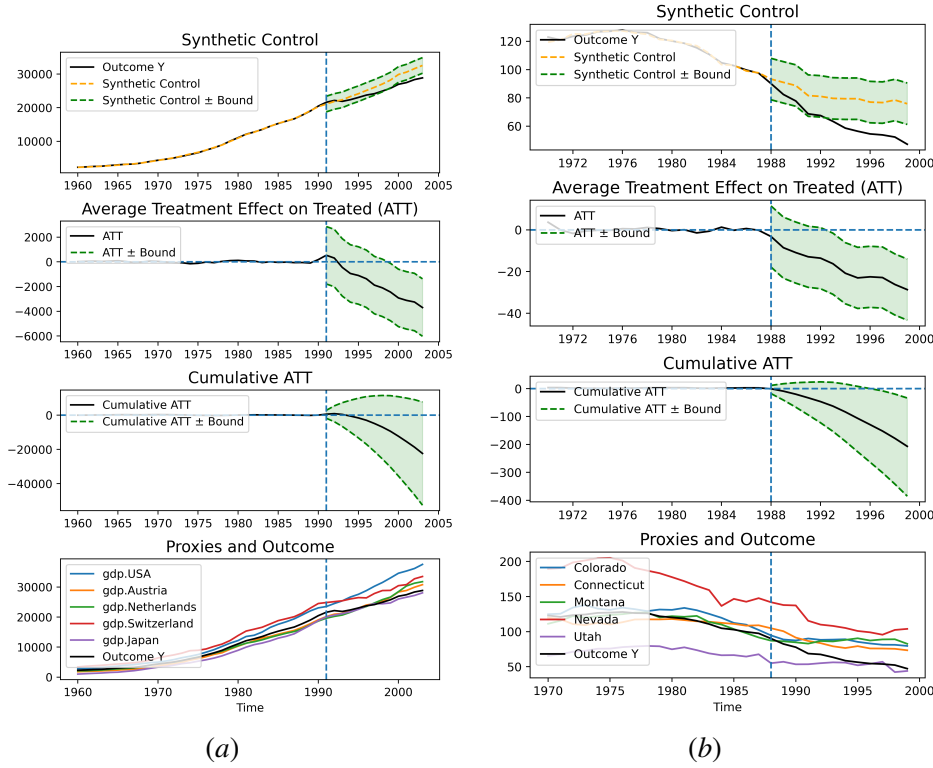 Synthetic Control
Outcome Y
Synthetic Control
Synthetic Control ± Bound
30000
20000
10000
1960 1965 1970 1975 1980 1985 1990 1995 2000 2005
Average Treatment Effect on Treated (ATT)
ATT
ATT ± Bound
2000
0
−2000
−4000
−6000
1960 1965 1970 1975 1980 1985 1990 1995 2000 2005
Cumulative ATT
Cumulative ATT
Cumulative ATT ± Bound
0
−20000
−40000
1960 1965 1970 1975 1980 1985 1990 1995 2000 2005
Proxies and Outcome
gdp.USA
gdp.Austria
gdp.Netherlands
gdp.Switzerland
gdp.Japan
Outcome Y
30000
20000
10000
0
1960 1970 1980 1990 2000
Time
(a)
Synthetic Control
Outcome Y
Synthetic Control
Synthetic Control ± Bound
120
100
80
60
1972 1976 1980 1984 1988 1992 1996 2000
Average Treatment Effect on Treated (ATT)
ATT
ATT ± Bound
0
−20
−40
1972 1976 1980 1984 1988 1992 1996 2000
Cumulative ATT
Cumulative ATT
Cumulative ATT ± Bound
0
−100
−200
−300
−400
1972 1976 1980 1984 1988 1992 1996 2000
Proxies and Outcome
Colorado
Connecticut
Montana
Nevada
Utah
Outcome Y
200
150
100
50
1970 1975 1980 1985 1990 1995 2000
Time
(b)